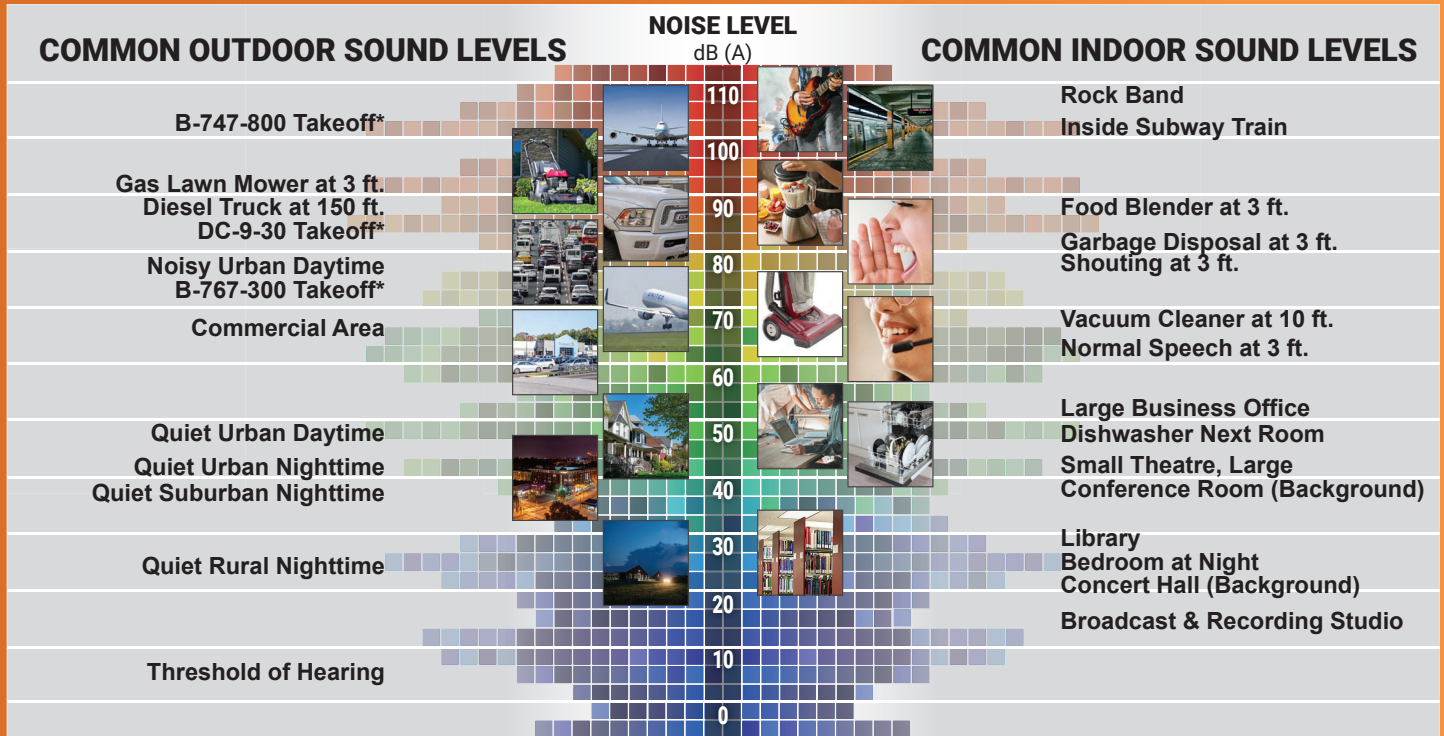 NOISE LEVEL
dB (A)
COMMON OUTDOOR SOUND LEVELS
COMMON INDOOR SOUND LEVELS
110
100
90
80
70
60
50
40
30
20
10
0
B-747-800 Takeoff*
Gas Lawn Mower at 3 ft.
Diesel Truck at 150 ft.
DC-9-30 Takeoff*
Noisy Urban Daytime
B-767-300 Takeoff*
Commercial Area
Quiet Urban Daytime
Quiet Urban Nighttime
Quiet Suburban Nighttime
Quiet Rural Nighttime
Threshold of Hearing
Rock Band
Inside Subway Train
Food Blender at 3 ft.
Garbage Disposal at 3 ft.
Shouting at 3 ft.
Vacuum Cleaner at 10 ft.
Normal Speech at 3 ft.
Large Business Office
Dishwasher Next Room
Small Theatre, Large
Conference Room (Background)
Library
Bedroom at Night
Concert Hall (Background)
Broadcast & Recording Studio